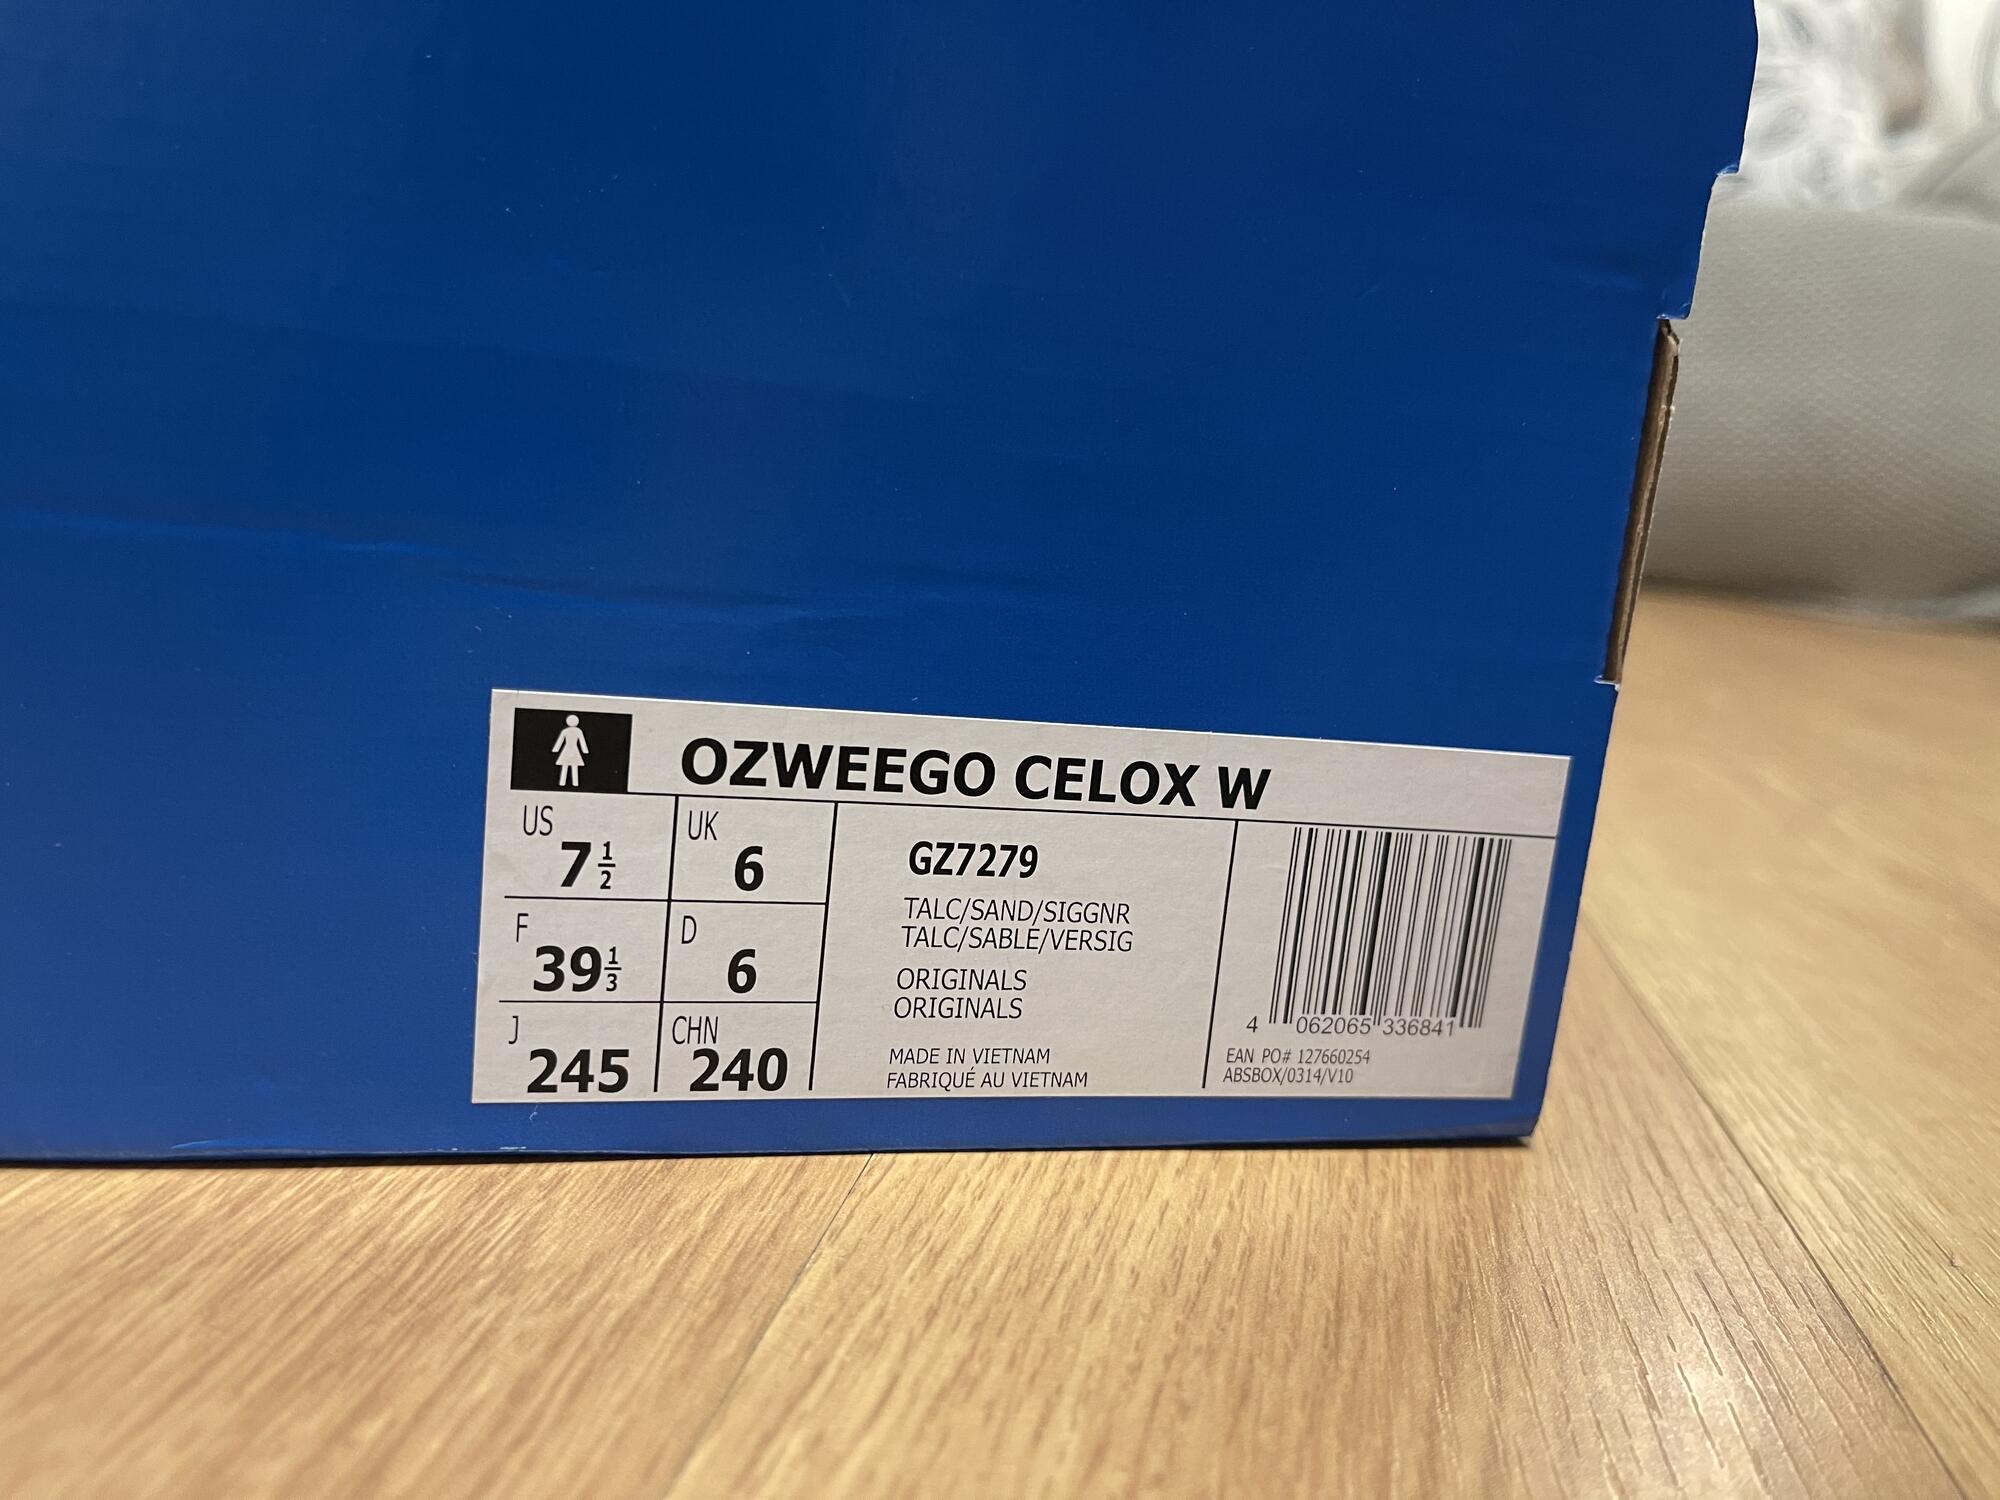 OZWEEGO CELOX W
US 7 1/2 UK 6
F 39 1/3 D 6
J 245 CHN 240
GZ7279
TALC/SAND/SIGGNR
TALC/SABLE/VERSIG
ORIGINALS
ORIGINALS
MADE IN VIETNAM
FABRIQUÉ AU VIETNAM
4 062065 336841
EAN PO# 127660254
ABSBOX/0314/V10